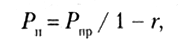 Pп = Pпр / 1 − r,